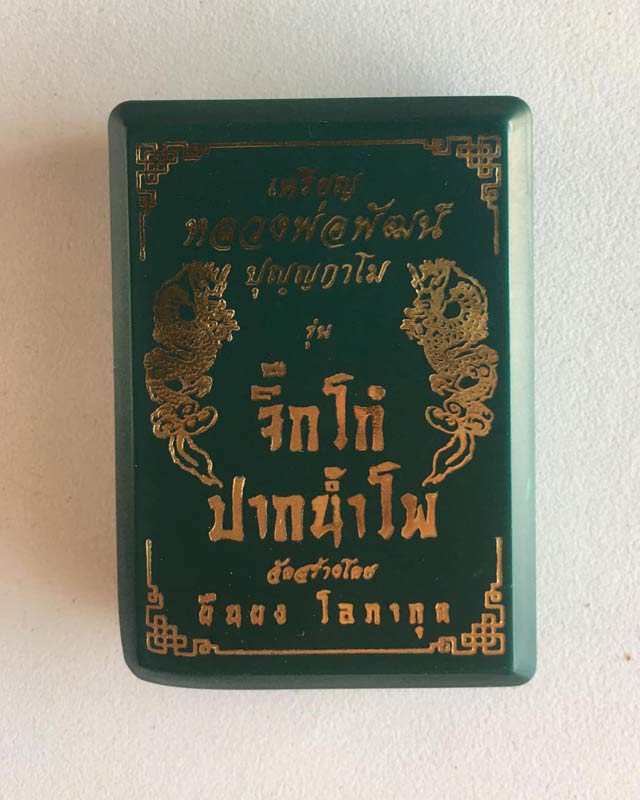 เหรียญ
หลวงพ่อพัฒน์
ปุญฺญกาโม
รุ่น
จิ๊กโก๋
ปากน้ำโพ
จัดสร้างโดย
ยืนยง โอภากุล